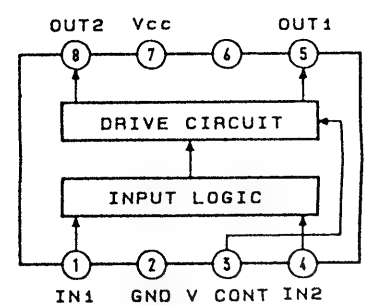 OUT2 Vcc OUT1
8 7 6 5
DRIVE CIRCUIT
INPUT LOGIC
1 2 3 4
IN1 GND V CONT IN2